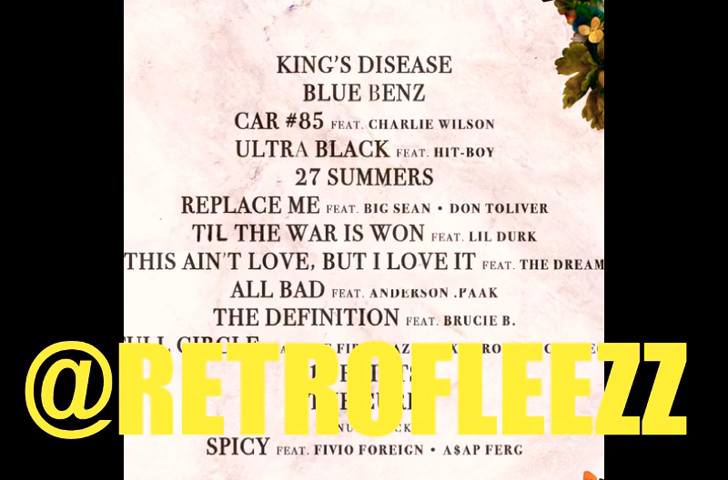 KING'S DISEASE
BLUE BENZ
CAR #85 FEAT. CHARLIE WILSON
ULTRA BLACK FEAT. HIT-BOY
27 SUMMERS
REPLACE ME FEAT. BIG SEAN • DON TOLIVER
TIL THE WAR IS WON FEAT. LIL DURK
THIS AIN'T LOVE, BUT I LOVE IT FEAT. THE DREAM
ALL BAD FEAT. ANDERSON .PAAK
THE DEFINITION FEAT. BRUCIE B.
FULL CIRCLE
@RETROFLEEZZ
SPICY FEAT. FIVIO FOREIGN • A$AP FERG